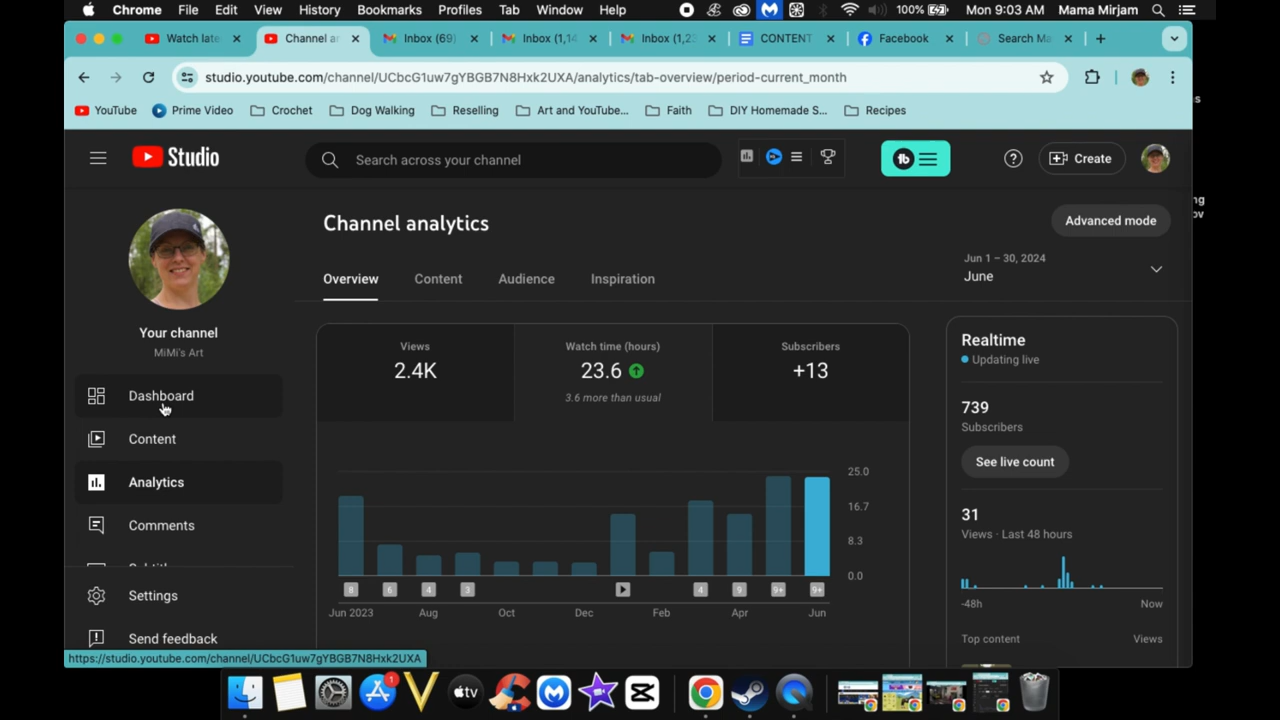 Chrome File Edit View History Bookmarks Profiles Tab Window Help 100% Mon 9:03 AM Mama Mirjam
Watch late Channel an Inbox (69) Inbox (1,14 Inbox (1,23 CONTENT Facebook Search Ma
studio.youtube.com/channel/UCbcG1uw7gYBGB7N8Hxk2UXA/analytics/tab-overview/period-current_month
YouTube Prime Video Crochet Dog Walking Reselling Art and YouTube... Faith DIY Homemade S... Recipes
Studio
Search across your channel
Create
Your channel
MiMi's Art
Dashboard
Content
Analytics
Comments
Settings
Send feedback
https://studio.youtube.com/channel/UCbcG1uw7gYBGB7N8Hxk2UXA
Channel analytics
Advanced mode
Overview Content Audience Inspiration
Jun 1 – 30, 2024
June
Views
2.4K
Watch time (hours)
23.6
3.6 more than usual
Subscribers
+13
25.0
16.7
8.3
0.0
8 6 4 3 4 9 9+ 9+
Jun 2023 Aug Oct Dec Feb Apr Jun
Realtime
Updating live
739
Subscribers
See live count
31
Views · Last 48 hours
-48h Now
Top content Views
tv
1